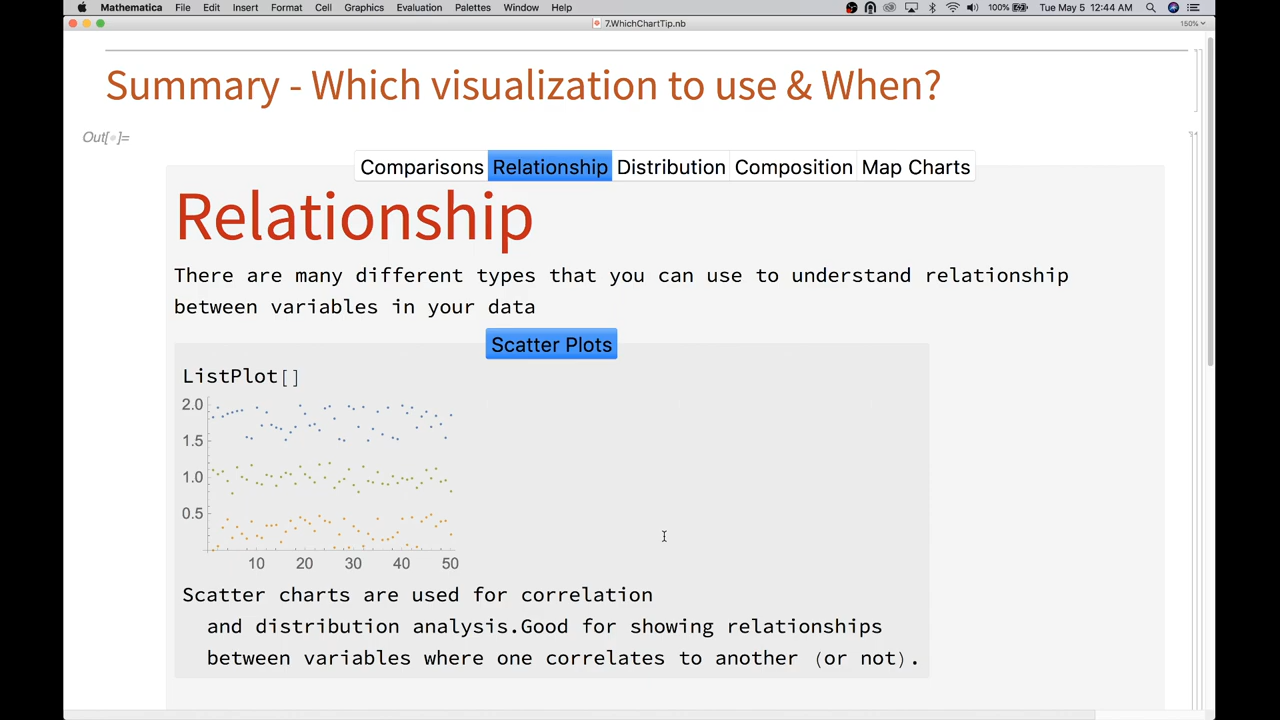 Mathematica File Edit Insert Format Cell Graphics Evaluation Palettes Window Help 100% Tue May 5 12:44 AM
7.WhichChartTip.nb 150%
Summary - Which visualization to use & When?
Out[ ]=
Comparisons Relationship Distribution Composition Map Charts
Relationship
There are many different types that you can use to understand relationship
between variables in your data
Scatter Plots
ListPlot[]
2.0
1.5
1.0
0.5
10 20 30 40 50
Scatter charts are used for correlation
and distribution analysis.Good for showing relationships
between variables where one correlates to another (or not).